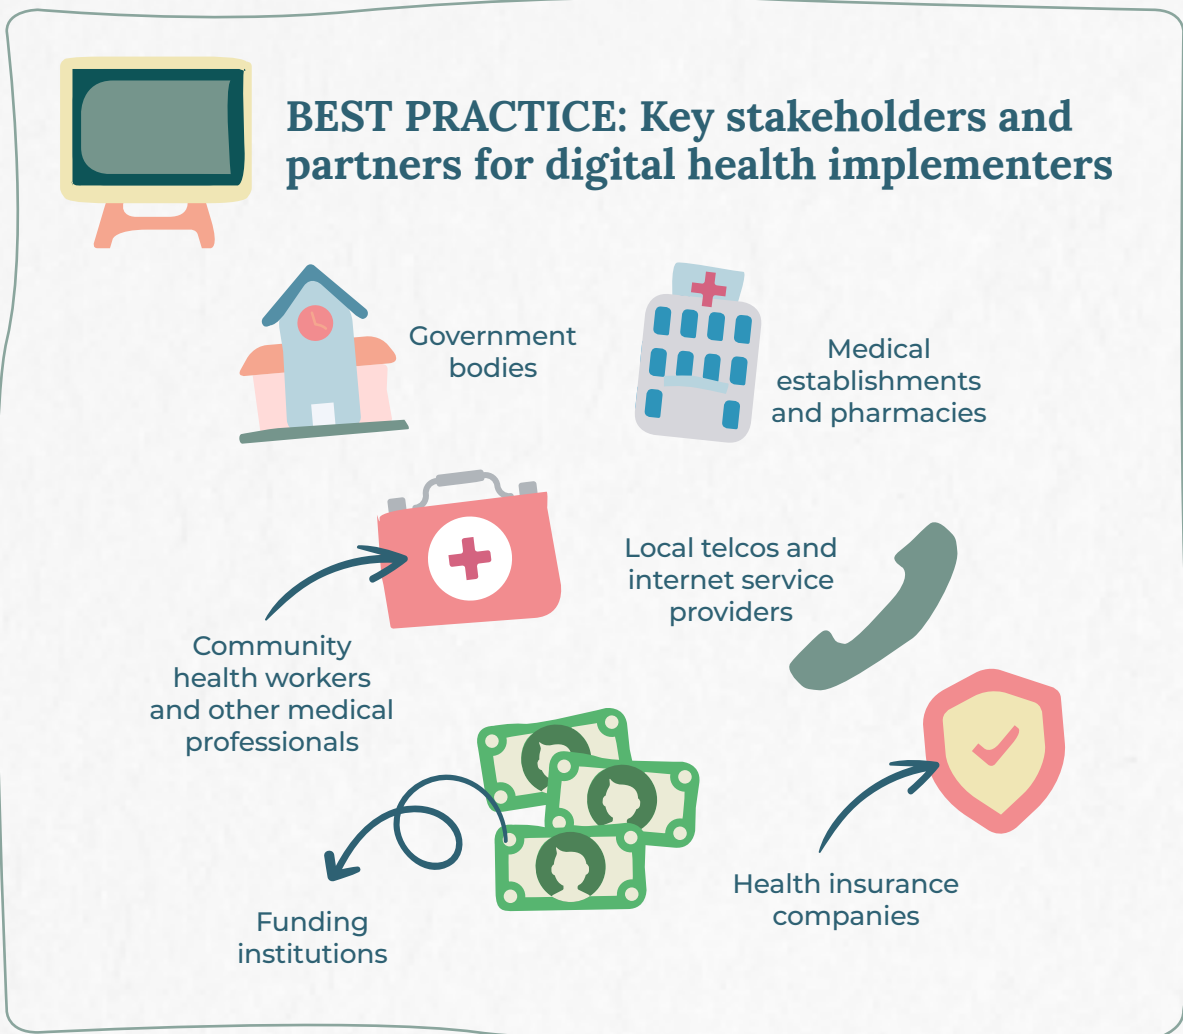 BEST PRACTICE: Key stakeholders and
partners for digital health implementers
Government
bodies
Medical
establishments
and pharmacies
Local telcos and
internet service
providers
Community
health workers
and other medical
professionals
Health insurance
companies
Funding
institutions